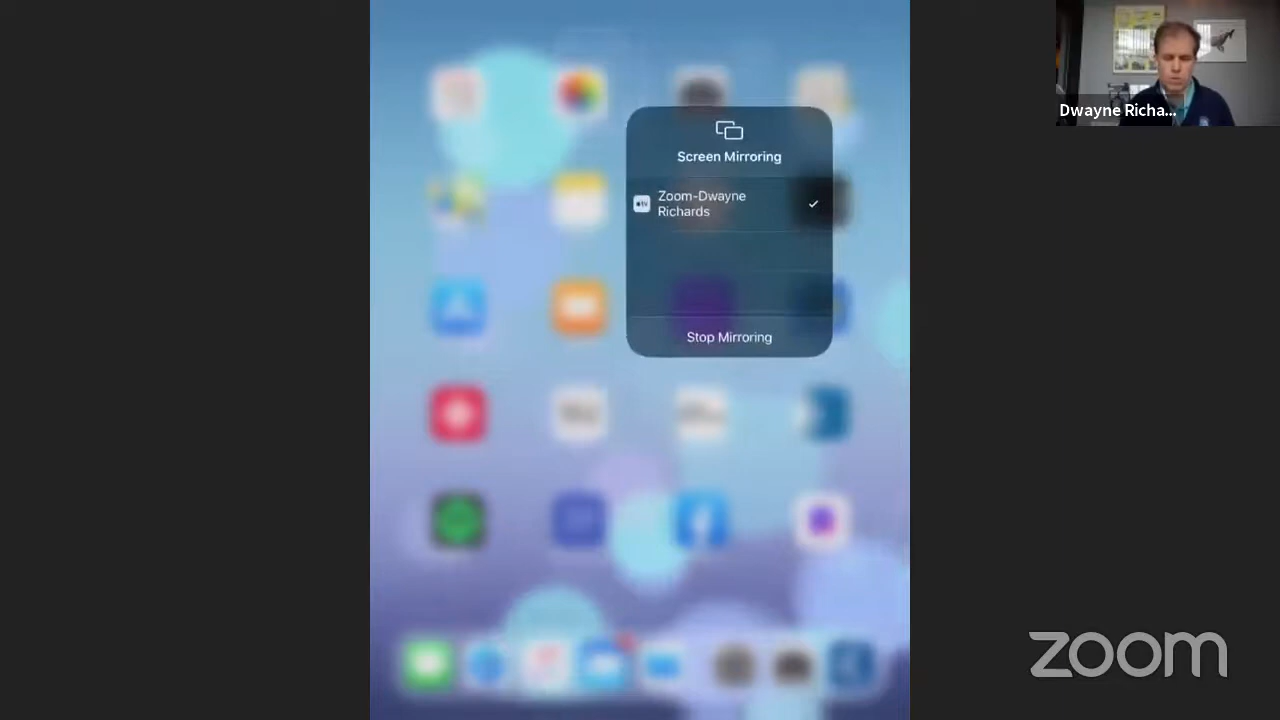 Screen Mirroring
Zoom-Dwayne
Richards
Stop Mirroring
Dwayne Richa...
zoom